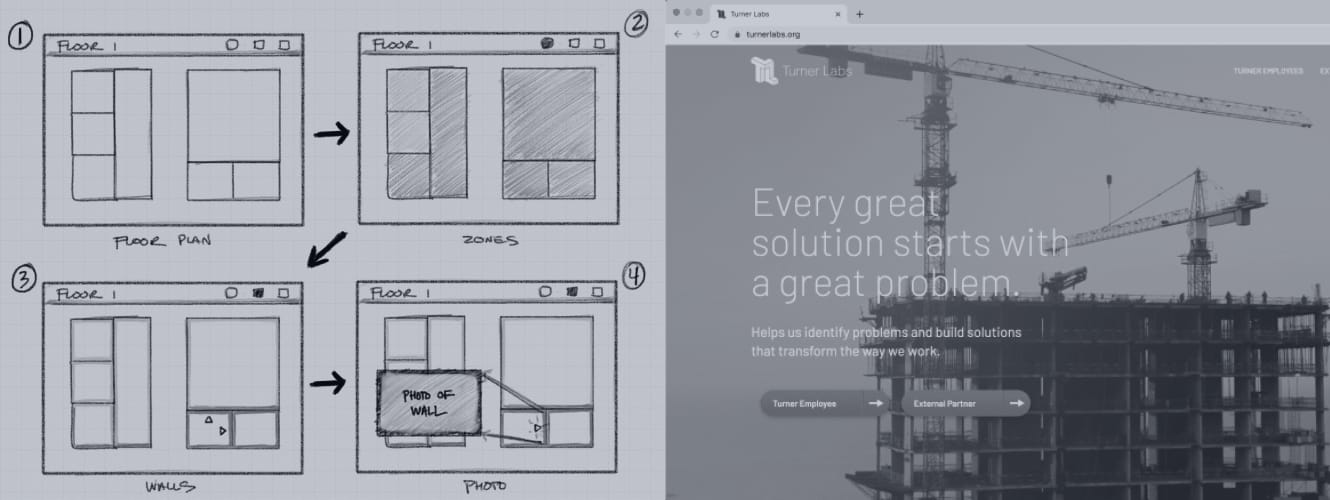 1
FLOOR 1
FLOOR PLAN
2
FLOOR 1
ZONES
3
FLOOR 1
WALLS
4
FLOOR 1
PHOTO OF
WALL
PHOTO
Turner Labs
turnerlabs.org
Turner Labs
TURNER EMPLOYEES
EX
Every great
solution starts with
a great problem.
Helps us identify problems and build solutions
that transform the way we work.
Turner Employee
External Partner